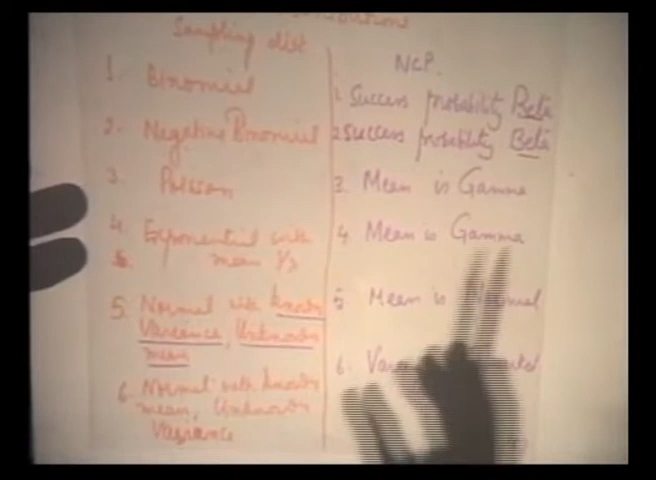 Sampling dist
NCP.
1. Binomial
1. Success probability Beta
2. Negative Binomial
2 Success probability Beta
3. Poisson
3. Mean is Gamma
4. Exponential with
mean 1/λ
4 Mean is Gamma
5. Normal with known
Variance, Unknown
mean
5 Mean is Normal
6. Normal with known
mean, Unknown
Variance
6.